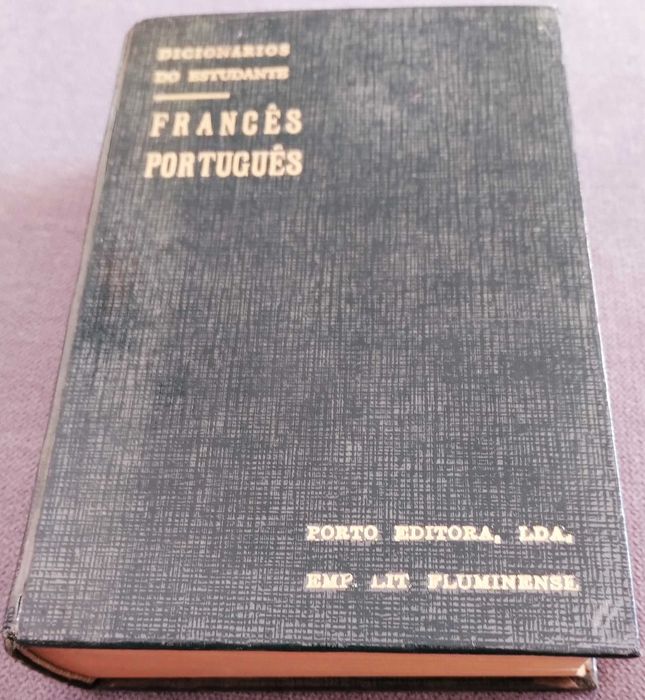 DICIONÁRIOS
DO ESTUDANTE
FRANCÊS
PORTUGUÊS
PORTO EDITORA, LDA.
EMP. LIT FLUMINENSE